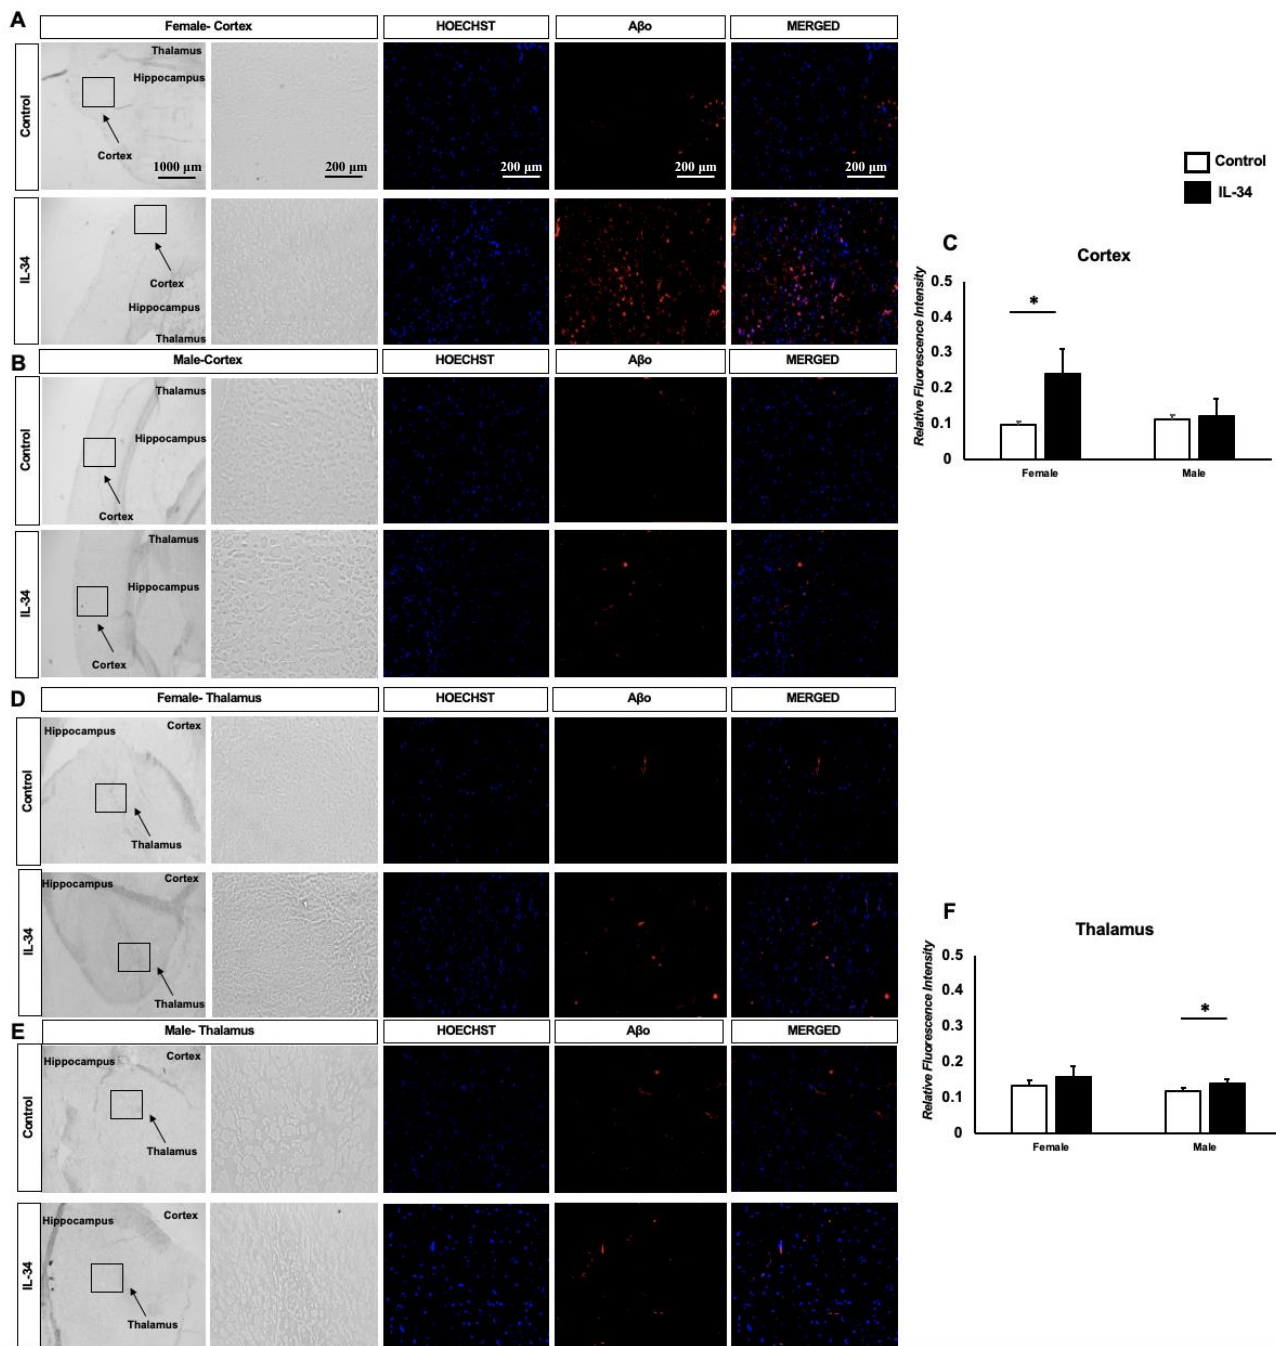 A
Female- Cortex
HOECHST
Aβo
MERGED
Control
Thalamus
Hippocampus
Cortex
1000 μm
200 μm
200 μm
200 μm
200 μm
IL-34
Cortex
Hippocampus
Thalamus
B
Male-Cortex
HOECHST
Aβo
MERGED
Control
Thalamus
Hippocampus
Cortex
IL-34
Thalamus
Hippocampus
Cortex
Control
IL-34
C
Cortex
Relative Fluorescence Intensity
0.5
0.4
0.3
0.2
0.1
0
*
Female
Male
D
Female- Thalamus
HOECHST
Aβo
MERGED
Control
Hippocampus
Cortex
Thalamus
IL-34
Hippocampus
Cortex
Thalamus
E
Male- Thalamus
HOECHST
Aβo
MERGED
Control
Hippocampus
Cortex
Thalamus
IL-34
Hippocampus
Cortex
Thalamus
F
Thalamus
Relative Fluorescence Intensity
0.5
0.4
0.3
0.2
0.1
0
*
Female
Male